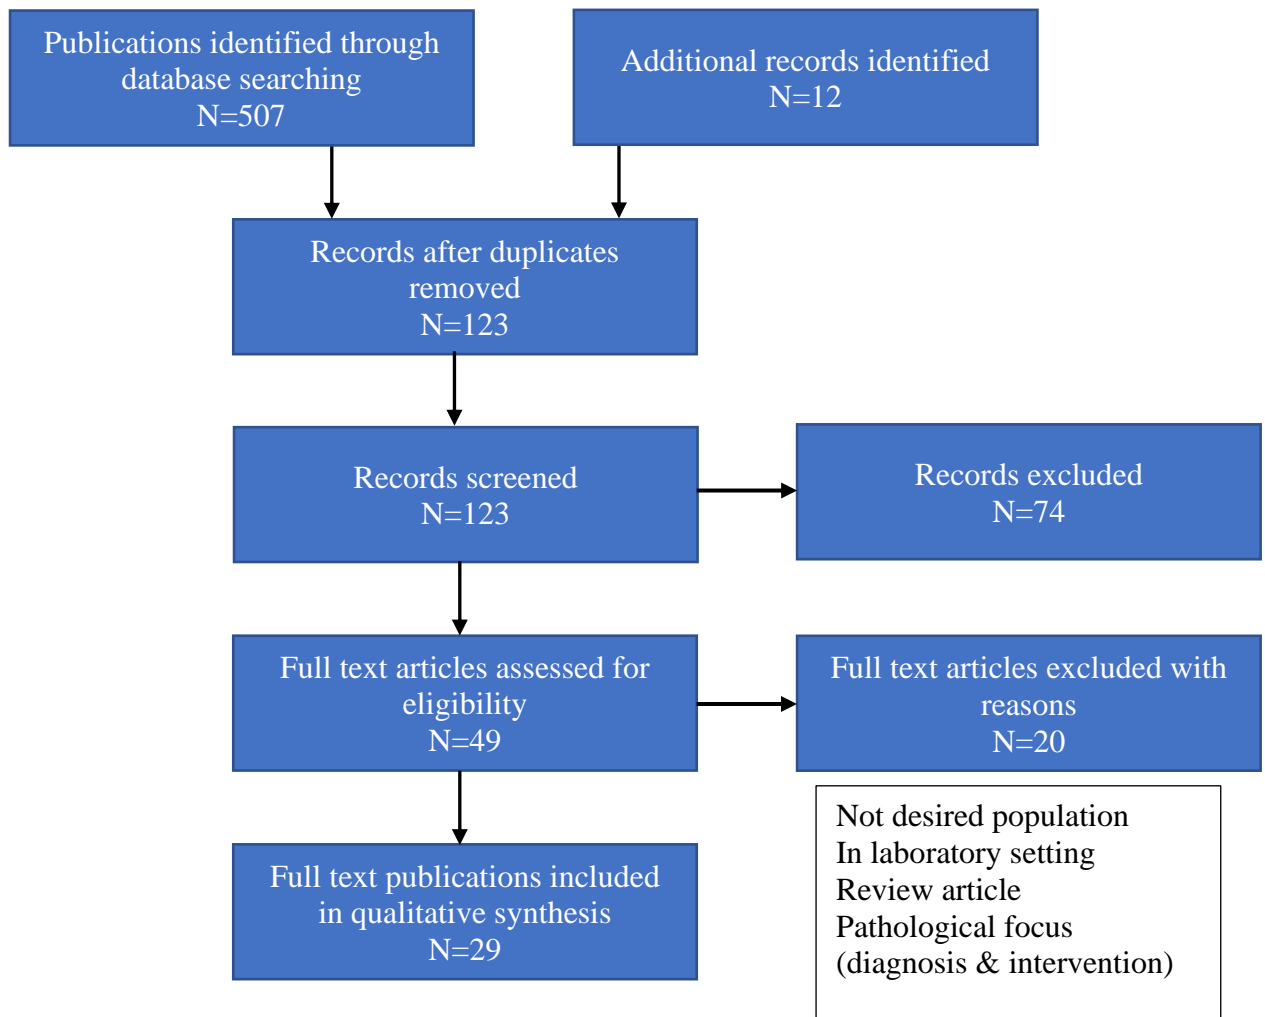 Publications identified through
database searching
N=507
Additional records identified
N=12
Records after duplicates
removed
N=123
Records screened
N=123
Records excluded
N=74
Full text articles assessed for
eligibility
N=49
Full text articles excluded with
reasons
N=20
Not desired population
In laboratory setting
Review article
Pathological focus
(diagnosis & intervention)
Full text publications included
in qualitative synthesis
N=29